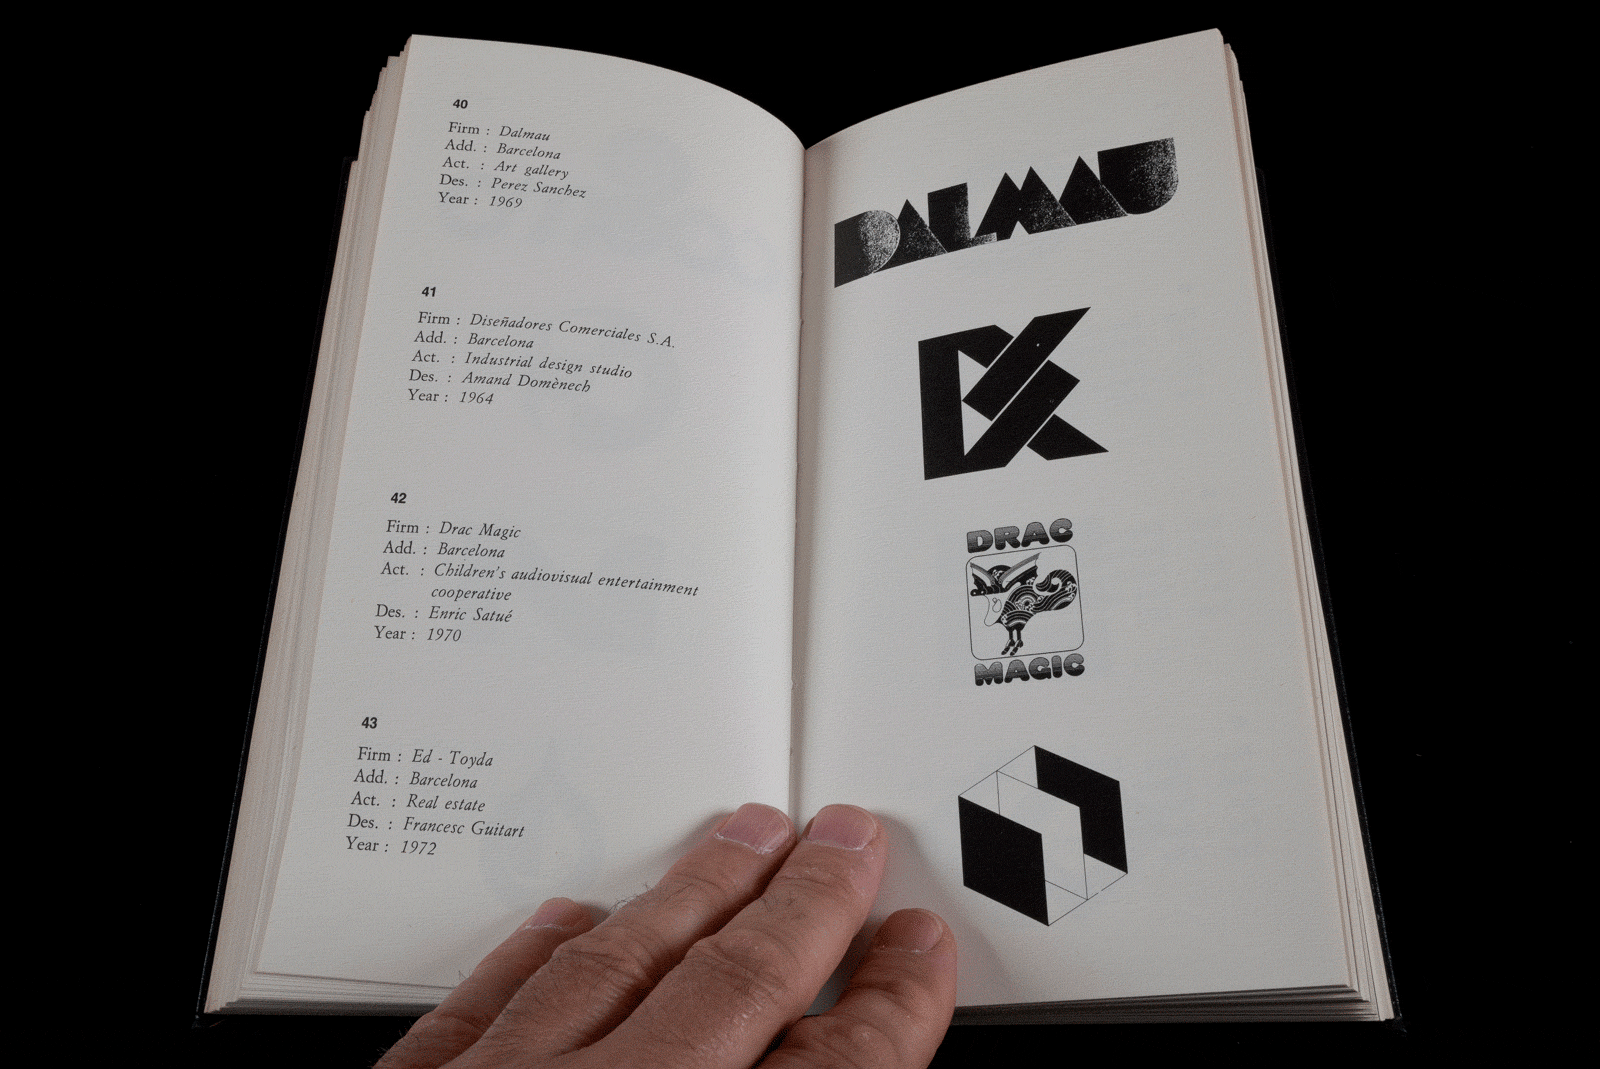 40
Firm : Dalmau
Add. : Barcelona
Act. : Art gallery
Des. : Perez Sanchez
Year : 1969
41
Firm : Diseñadores Comerciales S.A.
Add. : Barcelona
Act. : Industrial design studio
Des. : Amand Domènech
Year : 1964
42
Firm : Drac Magic
Add. : Barcelona
Act. : Children's audiovisual entertainment
cooperative
Des. : Enric Satué
Year : 1970
43
Firm : Ed - Toyda
Add. : Barcelona
Act. : Real estate
Des. : Francesc Guitart
Year : 1972
DALMAU
DRAC
MAGIC